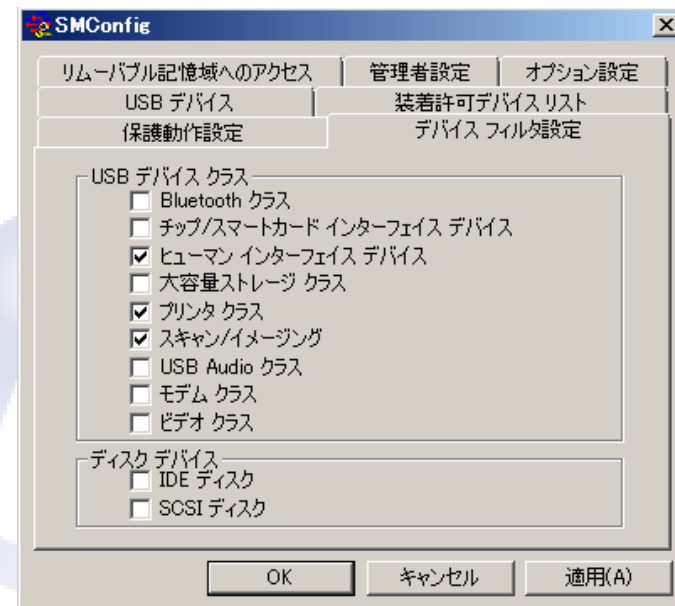 SMConfig
リムーバブル記憶域へのアクセス
管理者設定
オプション設定
USB デバイス
装着許可デバイス リスト
保護動作設定
デバイス フィルタ設定
USB デバイス クラス
Bluetooth クラス
チップ/スマートカード インターフェイス デバイス
ヒューマン インターフェイス デバイス
大容量ストレージ クラス
プリンタ クラス
スキャン/イメージング
USB Audio クラス
モデム クラス
ビデオ クラス
ディスク デバイス
IDE ディスク
SCSI ディスク
OK
キャンセル
適用(A)